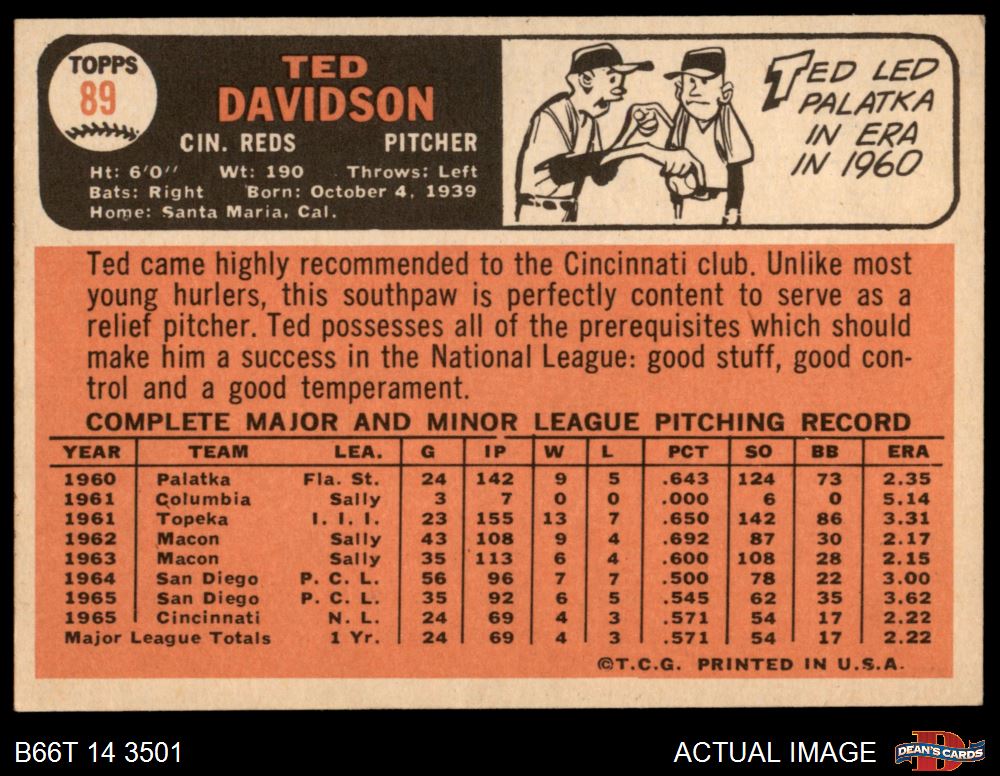 TOPPS
89
TED
DAVIDSON
CIN. REDS PITCHER
Ht: 6'0'' Wt: 190 Throws: Left
Bats: Right Born: October 4, 1939
Home: Santa Maria, Cal.
TED LED
PALATKA
IN ERA
IN 1960
Ted came highly recommended to the Cincinnati club. Unlike most
young hurlers, this southpaw is perfectly content to serve as a
relief pitcher. Ted possesses all of the prerequisites which should
make him a success in the National League: good stuff, good con-
trol and a good temperament.
COMPLETE MAJOR AND MINOR LEAGUE PITCHING RECORD
YEAR TEAM LEA. G IP W L PCT SO BB ERA
1960 Palatka Fla. St. 24 142 9 5 .643 124 73 2.35
1961 Columbia Sally 3 7 0 0 .000 6 0 5.14
1961 Topeka I. I. I. 23 155 13 7 .650 142 86 3.31
1962 Macon Sally 43 108 9 4 .692 87 30 2.17
1963 Macon Sally 35 113 6 4 .600 108 28 2.15
1964 San Diego P. C. L. 56 96 7 7 .500 78 22 3.00
1965 San Diego P. C. L. 35 92 6 5 .545 62 35 3.62
1965 Cincinnati N. L. 24 69 4 3 .571 54 17 2.22
Major League Totals 1 Yr. 24 69 4 3 .571 54 17 2.22
©T.C.G. PRINTED IN U.S.A.
B66T 14 3501 ACTUAL IMAGE DEAN'S CARDS